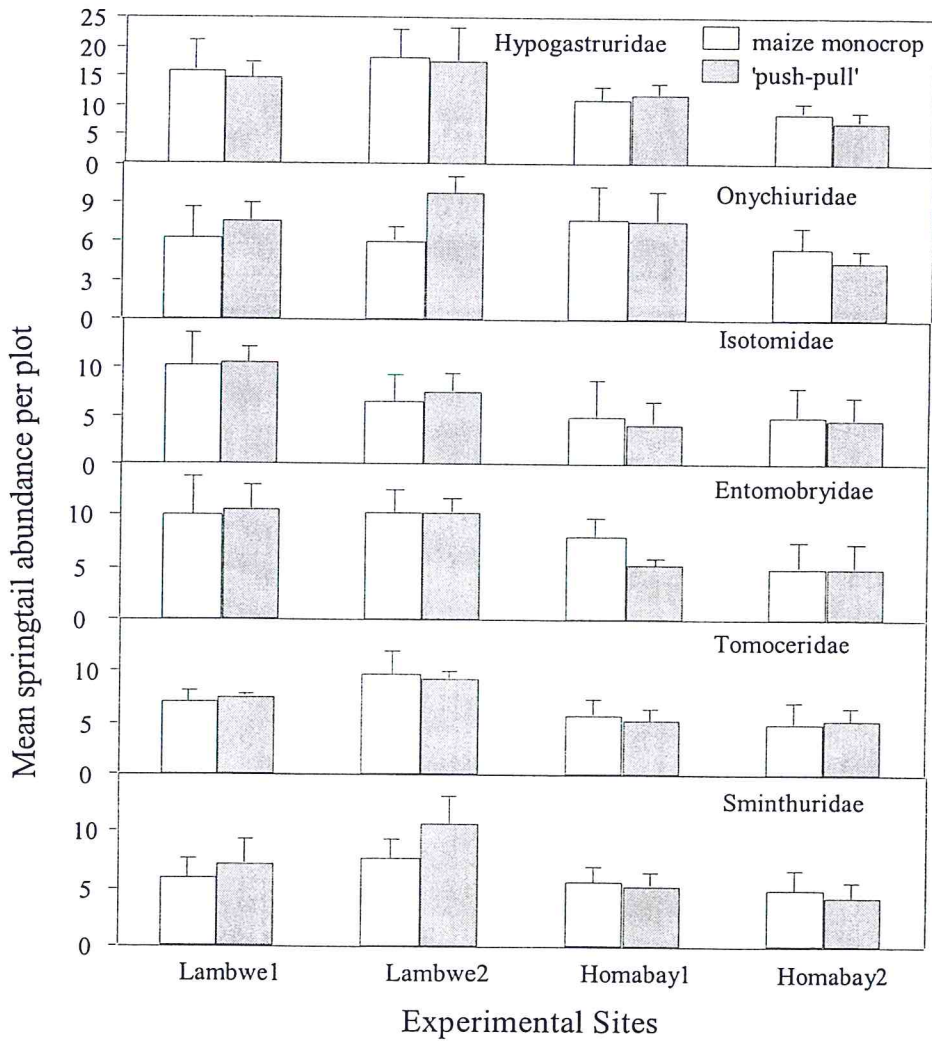 25
20
15
10
5
0
Hypogastruridae
maize monocrop
'push-pull'
9
6
3
0
Onychiuridae
10
5
0
Isotomidae
10
5
0
Entomobryidae
10
5
0
Tomoceridae
10
5
0
Sminthuridae
Mean springtail abundance per plot
Lambwe1 Lambwe2 Homabay1 Homabay2
Experimental Sites